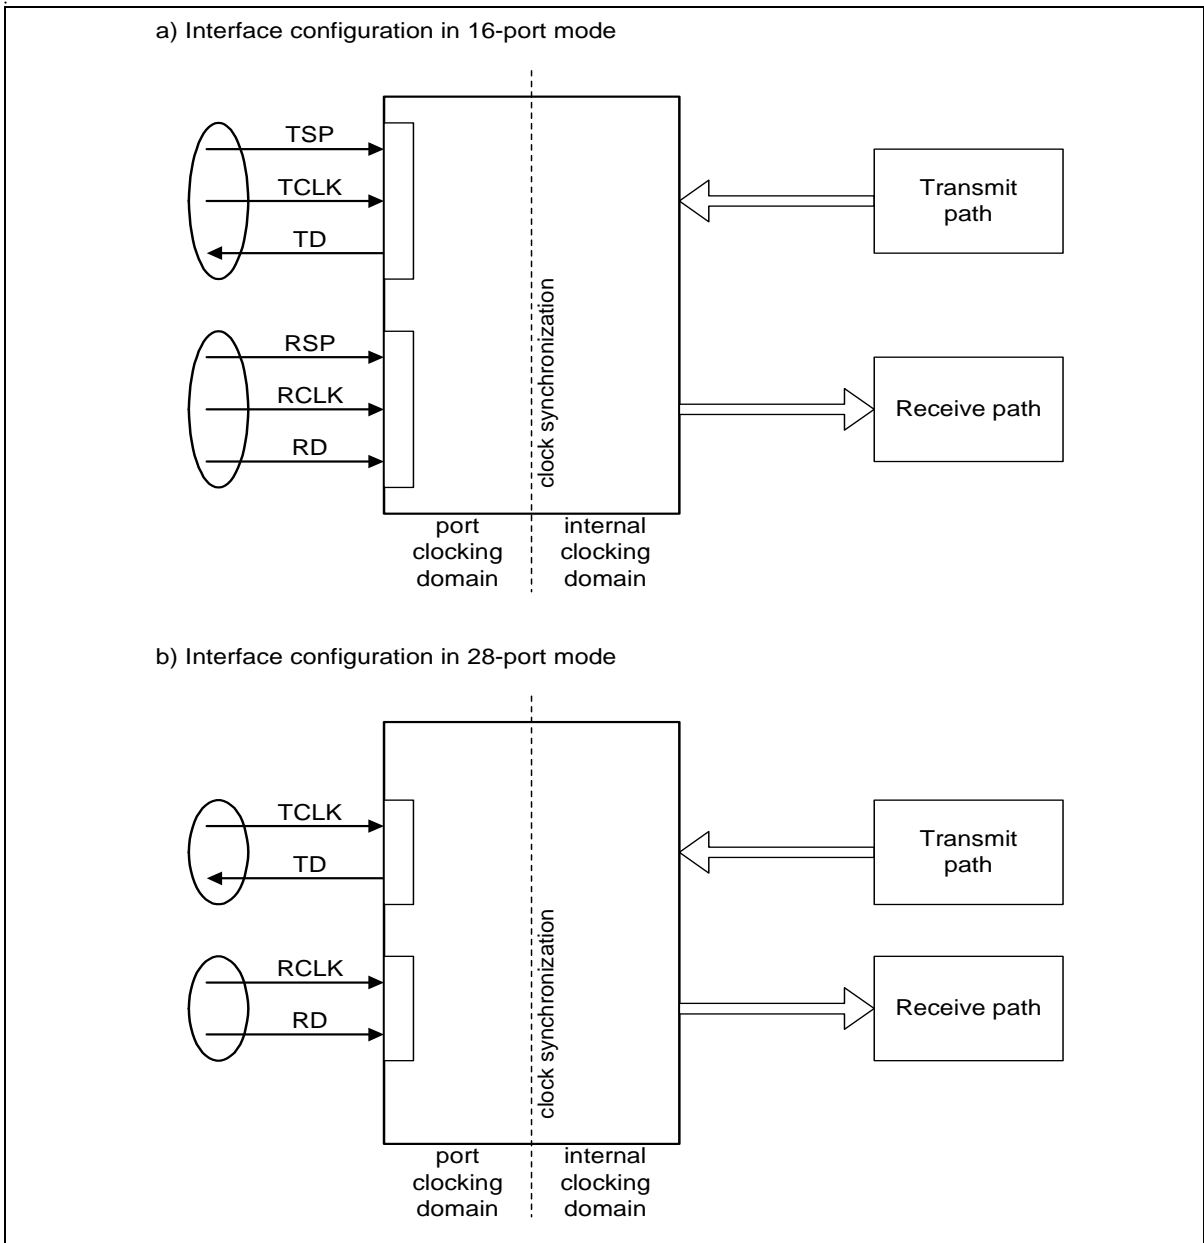 a) Interface configuration in 16-port mode
TSP
TCLK
TD
RSP
RCLK
RD
clock synchronization
Transmit
path
Receive path
port
clocking
domain
internal
clocking
domain
b) Interface configuration in 28-port mode
TCLK
TD
RCLK
RD
clock synchronization
Transmit
path
Receive path
port
clocking
domain
internal
clocking
domain